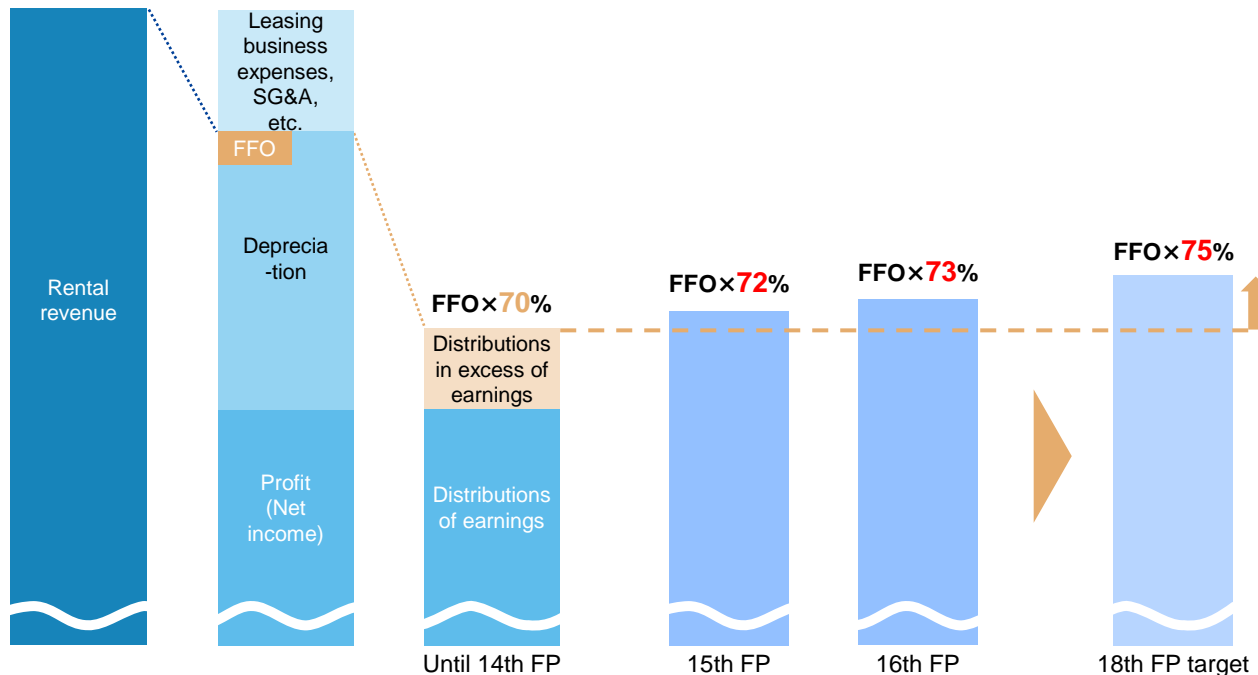 Rental
revenue
Leasing
business
expenses,
SG&A,
etc.
FFO
Deprecia
-tion
Profit
(Net
income)
FFO×70%
Distributions
in excess of
earnings
Distributions
of earnings
Until 14th FP
FFO×72%
15th FP
FFO×73%
16th FP
FFO×75%
18th FP target